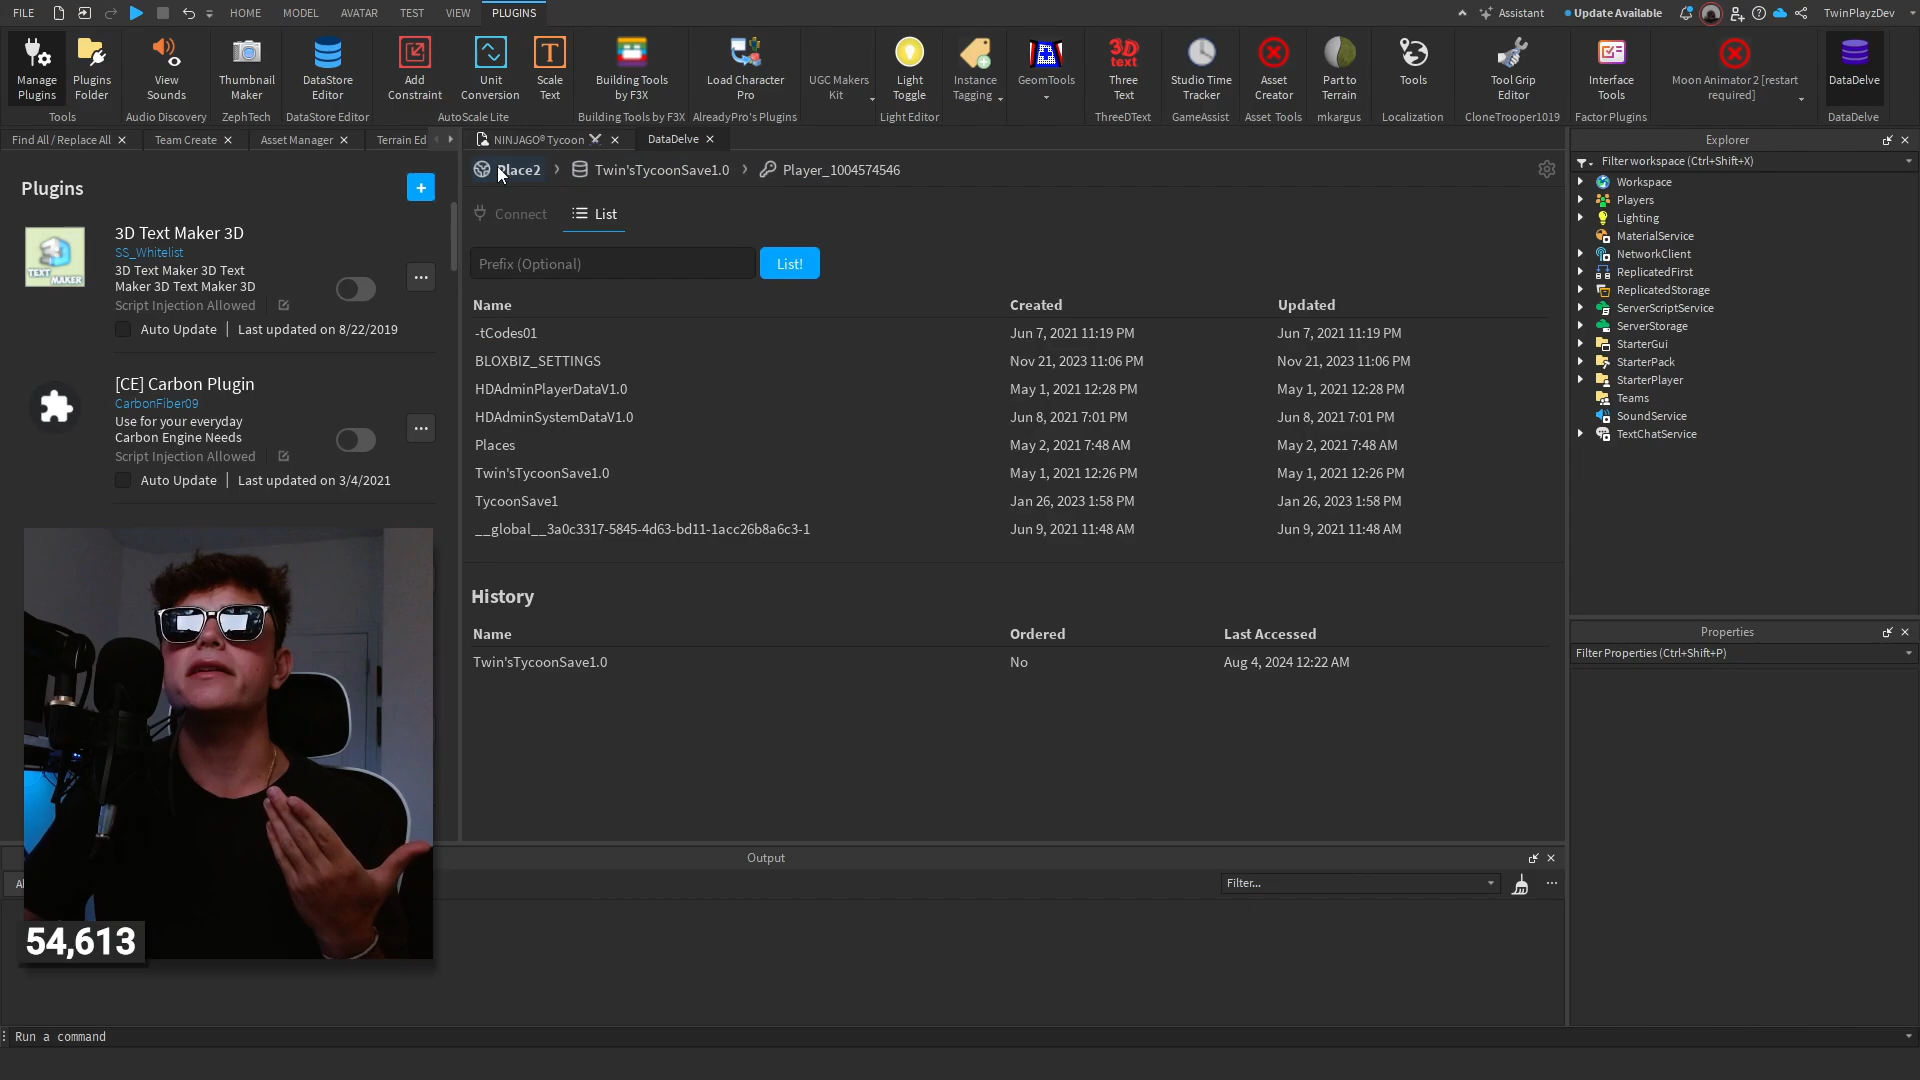 FILE HOME MODEL AVATAR TEST VIEW PLUGINS Assistant Update Available TwinPlayzDev
Manage Plugins
Plugins Folder
Tools
View Sounds
Audio Discovery
Thumbnail Maker
ZephTech
DataStore Editor
DataStore Editor
Add Constraint
Unit Conversion
Scale Text
AutoScale Lite
Building Tools by F3X
Building Tools by F3X
Load Character Pro
AlreadyPro's Plugins
UGC Makers Kit
Light Toggle
Light Editor
Instance Tagging
GeomTools
3D text
Three Text
ThreeDText
Studio Time Tracker
GameAssist
Asset Creator
Asset Tools
Part to Terrain
mkargus
Tools
Localization
Tool Grip Editor
CloneTrooper1019
Interface Tools
Factor Plugins
Moon Animator 2 [restart required]
DataDelve
DataDelve
Find All / Replace All Team Create Asset Manager Terrain Ed
NINJAGO® Tycoon DataDelve
Plugins
+
TEXT MAKER
3D Text Maker 3D
SS_Whitelist
3D Text Maker 3D Text
Maker 3D Text Maker 3D
Script Injection Allowed
Auto Update | Last updated on 8/22/2019
[CE] Carbon Plugin
CarbonFiber09
Use for your everyday
Carbon Engine Needs
Script Injection Allowed
Auto Update | Last updated on 3/4/2021
54,613
Place2 > Twin'sTycoonSave1.0 > Player_1004574546
Connect List
Prefix (Optional) List!
Name Created Updated
-tCodes01 Jun 7, 2021 11:19 PM Jun 7, 2021 11:19 PM
BLOXBIZ_SETTINGS Nov 21, 2023 11:06 PM Nov 21, 2023 11:06 PM
HDAdminPlayerDataV1.0 May 1, 2021 12:28 PM May 1, 2021 12:28 PM
HDAdminSystemDataV1.0 Jun 8, 2021 7:01 PM Jun 8, 2021 7:01 PM
Places May 2, 2021 7:48 AM May 2, 2021 7:48 AM
Twin'sTycoonSave1.0 May 1, 2021 12:26 PM May 1, 2021 12:26 PM
TycoonSave1 Jan 26, 2023 1:58 PM Jan 26, 2023 1:58 PM
__global__3a0c3317-5845-4d63-bd11-1acc26b8a6c3-1 Jun 9, 2021 11:48 AM Jun 9, 2021 11:48 AM
History
Name Ordered Last Accessed
Twin'sTycoonSave1.0 No Aug 4, 2024 12:22 AM
Output
Al
Filter...
Run a command
Explorer
Filter workspace (Ctrl+Shift+X)
Workspace
Players
Lighting
MaterialService
NetworkClient
ReplicatedFirst
ReplicatedStorage
ServerScriptService
ServerStorage
StarterGui
StarterPack
StarterPlayer
Teams
SoundService
TextChatService
Properties
Filter Properties (Ctrl+Shift+P)